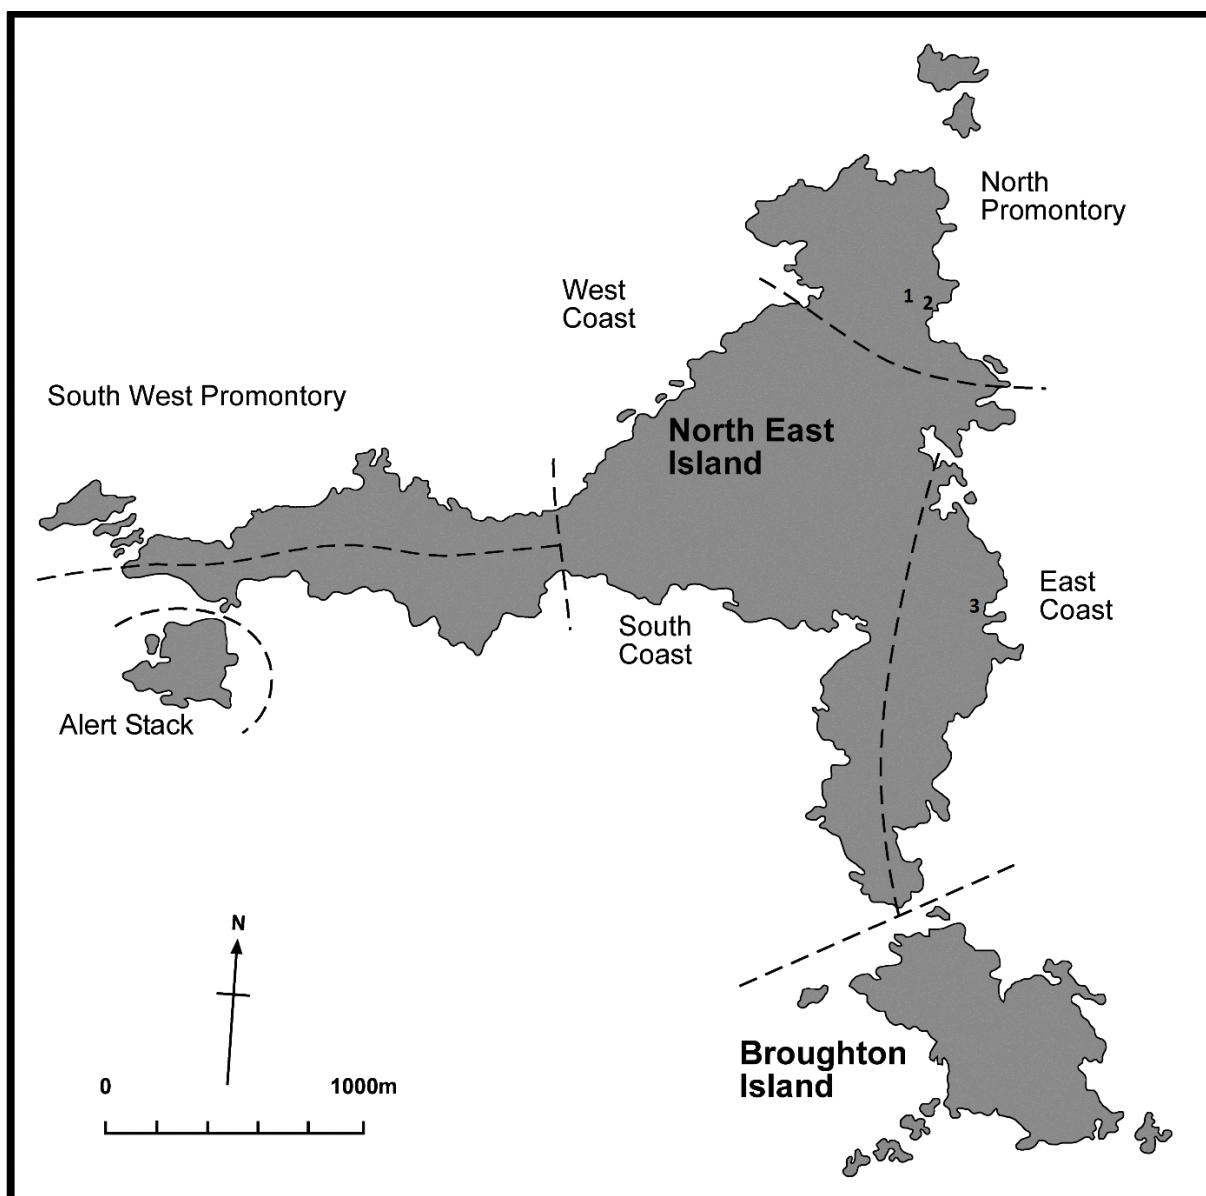 North
Promontory
1
2
West
Coast
South West Promontory
North East
Island
East
Coast
3
South
Coast
Alert Stack
N
Broughton
Island
0 1000m